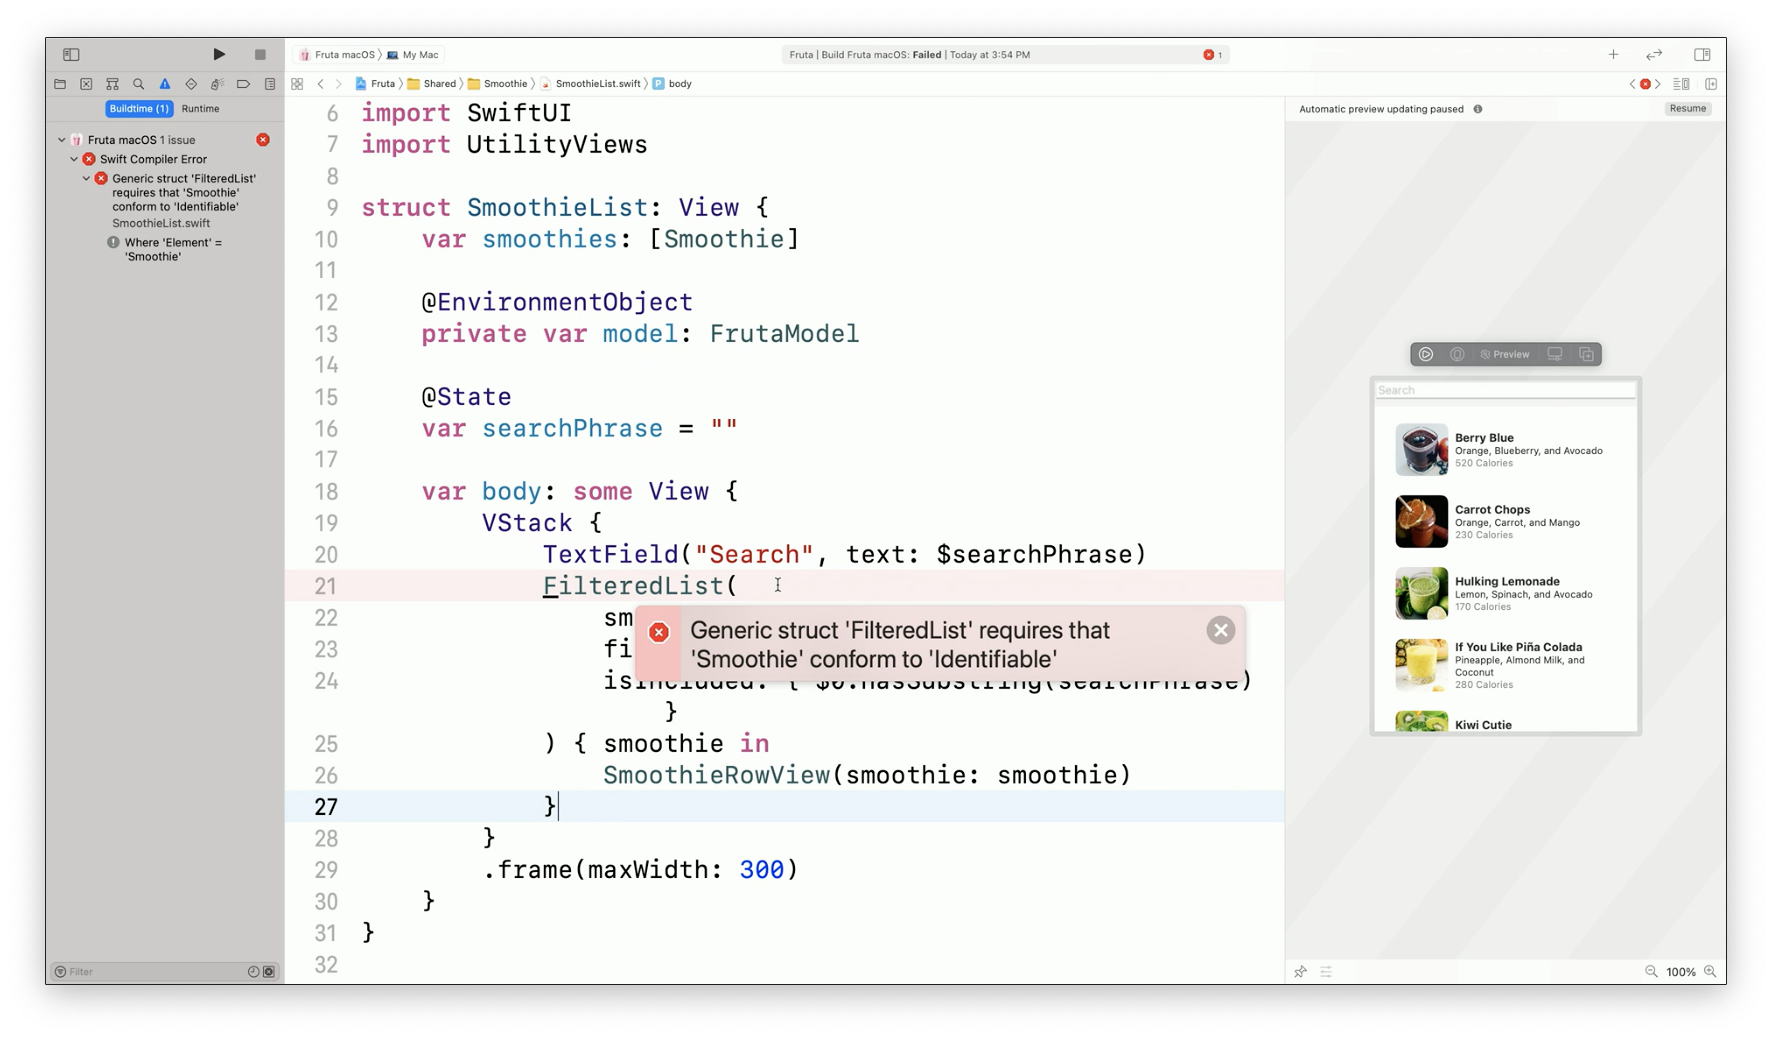 Fruta macOS 〉 My Mac
Fruta | Build Fruta macOS: Failed | Today at 3:54 PM
1
Fruta 〉 Shared 〉 Smoothie 〉 SmoothieList.swift 〉 P body
Buildtime (1) Runtime
Fruta macOS 1 issue
Swift Compiler Error
Generic struct 'FilteredList'
requires that 'Smoothie'
conform to 'Identifiable'
SmoothieList.swift
Where 'Element' =
'Smoothie'
Filter
6 import SwiftUI
7 import UtilityViews
8
9 struct SmoothieList: View {
10 var smoothies: [Smoothie]
11
12 @EnvironmentObject
13 private var model: FrutaModel
14
15 @State
16 var searchPhrase = ""
17
18 var body: some View {
19 VStack {
20 TextField("Search", text: $searchPhrase)
21 FilteredList(
22 sm
23 fi
24 isIncluded: { $0.hasSubstring(searchPhrase)
}
Generic struct 'FilteredList' requires that
'Smoothie' conform to 'Identifiable'
25 ) { smoothie in
26 SmoothieRowView(smoothie: smoothie)
27 }
28 }
29 .frame(maxWidth: 300)
30 }
31 }
32
Automatic preview updating paused
Resume
Preview
Search
Berry Blue
Orange, Blueberry, and Avocado
520 Calories
Carrot Chops
Orange, Carrot, and Mango
230 Calories
Hulking Lemonade
Lemon, Spinach, and Avocado
170 Calories
If You Like Piña Colada
Pineapple, Almond Milk, and
Coconut
280 Calories
Kiwi Cutie
100%